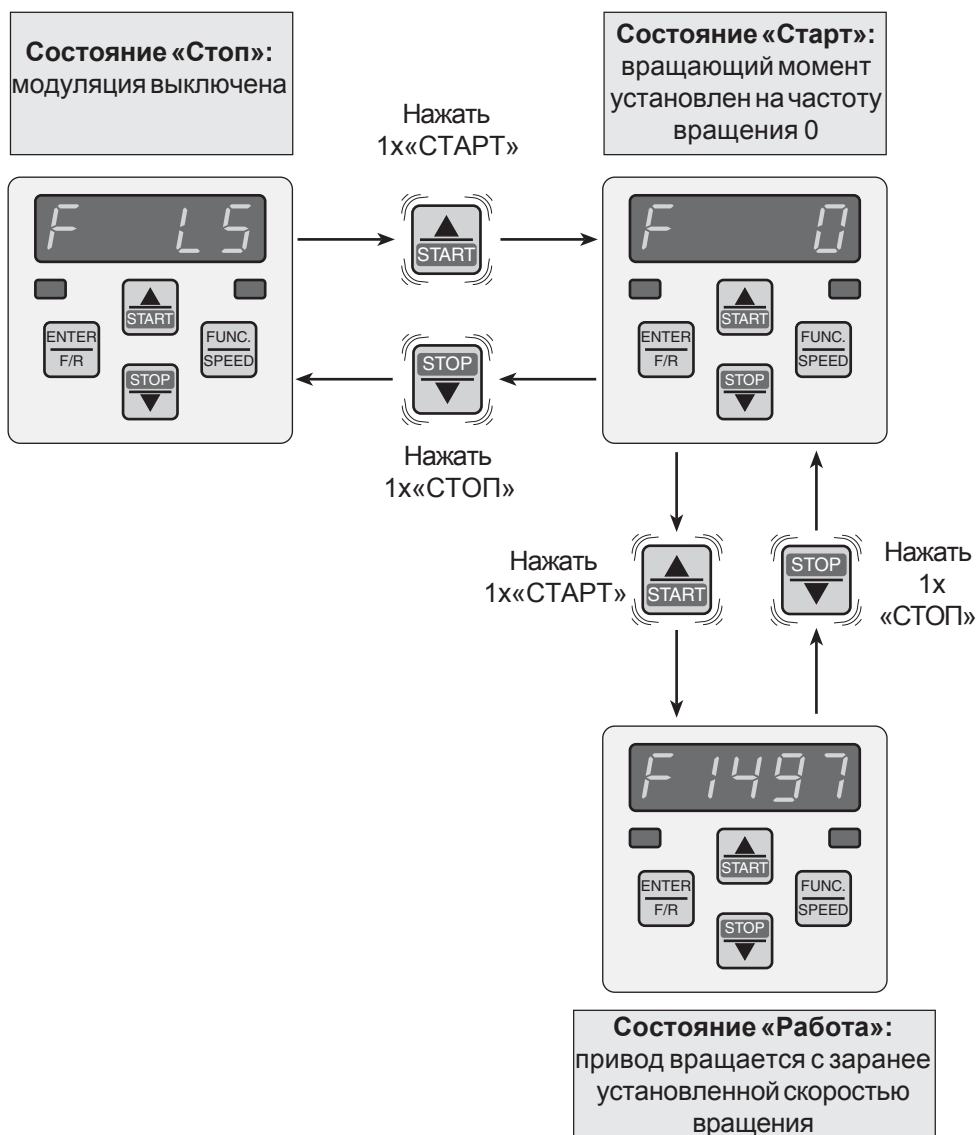 Состояние «Стоп»:
модуляция выключена
Состояние «Старт»:
вращающий момент
установлен на частоту
вращения 0
Нажать
1x«СТАРТ»
F LS
START
ENTER
F/R
FUNC.
SPEED
STOP
START
STOP
Нажать
1x«СТОП»
F 0
START
ENTER
F/R
FUNC.
SPEED
STOP
Нажать
1x«СТАРТ»
START
STOP
Нажать
1x
«СТОП»
F1497
START
ENTER
F/R
FUNC.
SPEED
STOP
Состояние «Работа»:
привод вращается с заранее
установленной скоростью
вращения